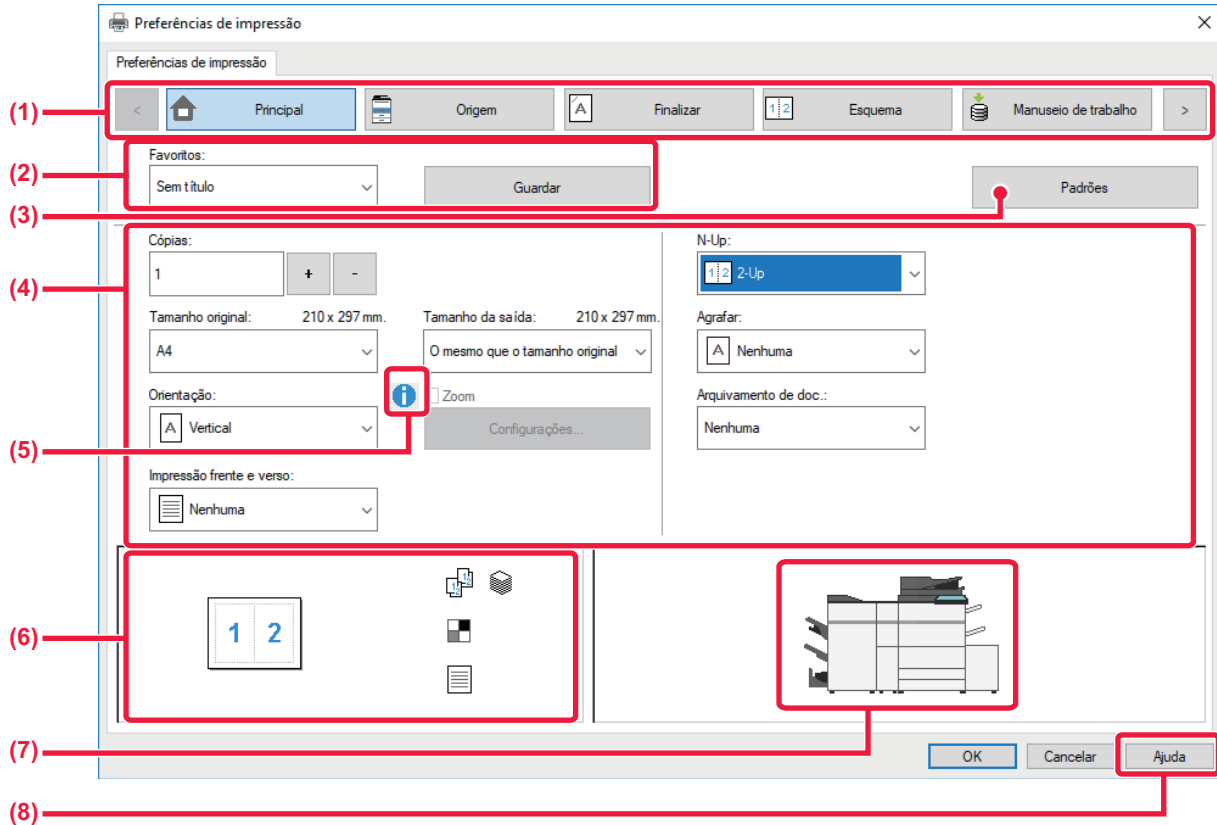 Preferências de impressão
Preferências de impressão
(1)
< Principal Origem Finalizar Esquema Manuseio de trabalho >
Favoritos:
(2)
Sem título Guardar Padrões
(3)
Cópias: N-Up:
(4)
1 + - 1 2 2-Up
Tamanho original: 210 x 297 mm. Tamanho da saída: 210 x 297 mm. Agrafar:
A4 O mesmo que o tamanho original A Nenhuma
Orientação: i Zoom Arquivamento de doc.:
A Vertical Configurações... Nenhuma
(5)
Impressão frente e verso:
Nenhuma
(6)
1 2
(7)
OK Cancelar Ajuda
(8)